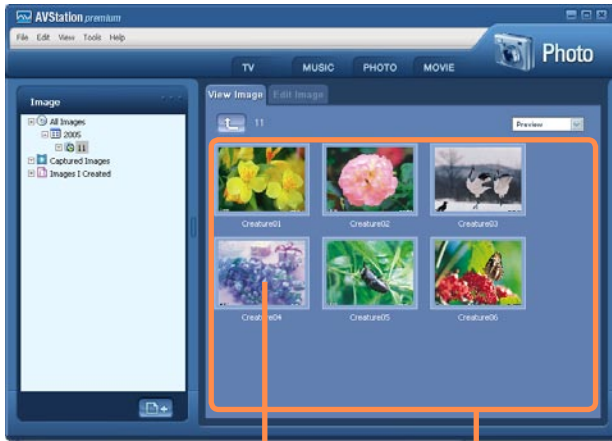 AVStation premium
File Edit View Tools Help
Photo
TV MUSIC PHOTO MOVIE
Image
View Image Edit Image
All Images
2005
11
Captured Images
Images I Created
11
Preview
Creature01 Creature02 Creature03
Creature04 Creature05 Creature06